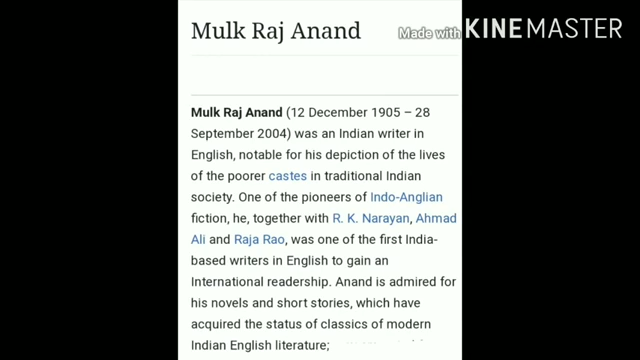 Mulk Raj Anand
Made with KINEMASTER
Mulk Raj Anand (12 December 1905 – 28
September 2004) was an Indian writer in
English, notable for his depiction of the lives
of the poorer castes in traditional Indian
society. One of the pioneers of Indo-Anglian
fiction, he, together with R. K. Narayan, Ahmad
Ali and Raja Rao, was one of the first India-
based writers in English to gain an
International readership. Anand is admired for
his novels and short stories, which have
acquired the status of classics of modern
Indian English literature;